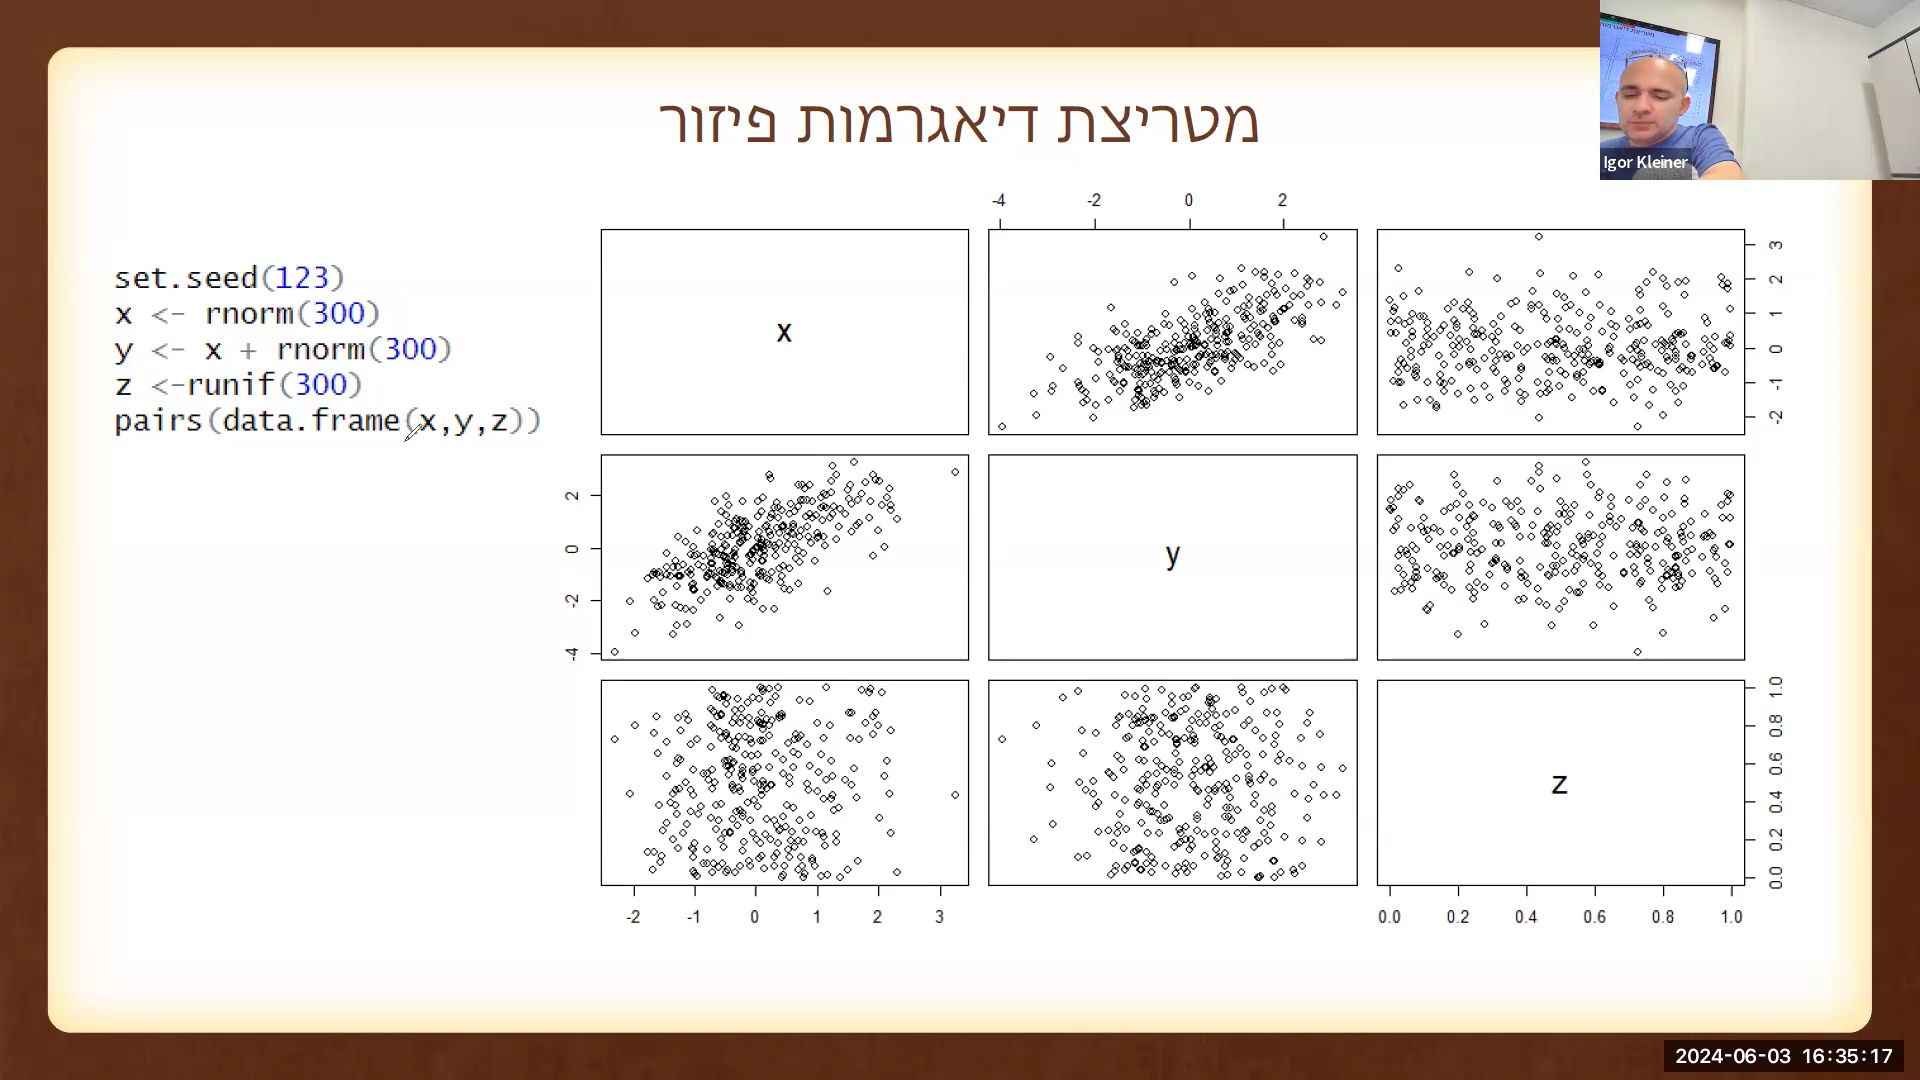 מטריצת דיאגרמות פיזור
Igor Kleiner
set.seed(123)
x <- rnorm(300)
y <- x + rnorm(300)
z <-runif(300)
pairs(data.frame(x,y,z))
-4 -2 0 2
x
3 2 1 0 -1 -2
2 0 -2 -4
y
z
1.0 0.8 0.6 0.4 0.2 0.0
-2 -1 0 1 2 3
0.0 0.2 0.4 0.6 0.8 1.0
2024-06-03 16:35:17